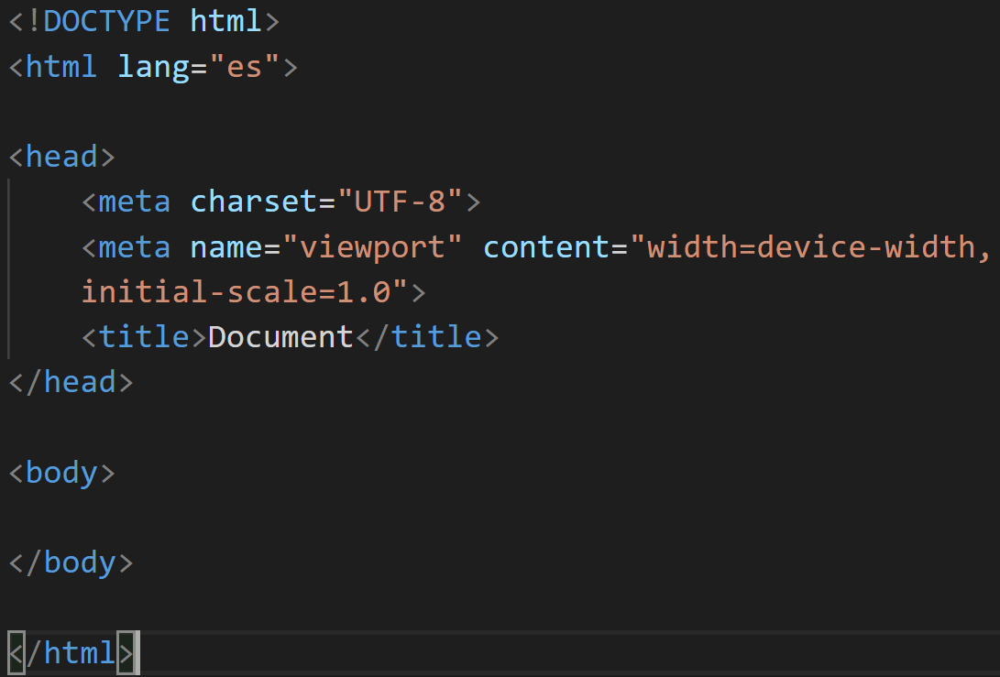 <!DOCTYPE html>
<html lang="es">
<head>
<meta charset="UTF-8">
<meta name="viewport" content="width=device-width,
initial-scale=1.0">
<title>Document</title>
</head>
<body>
</body>
</html>